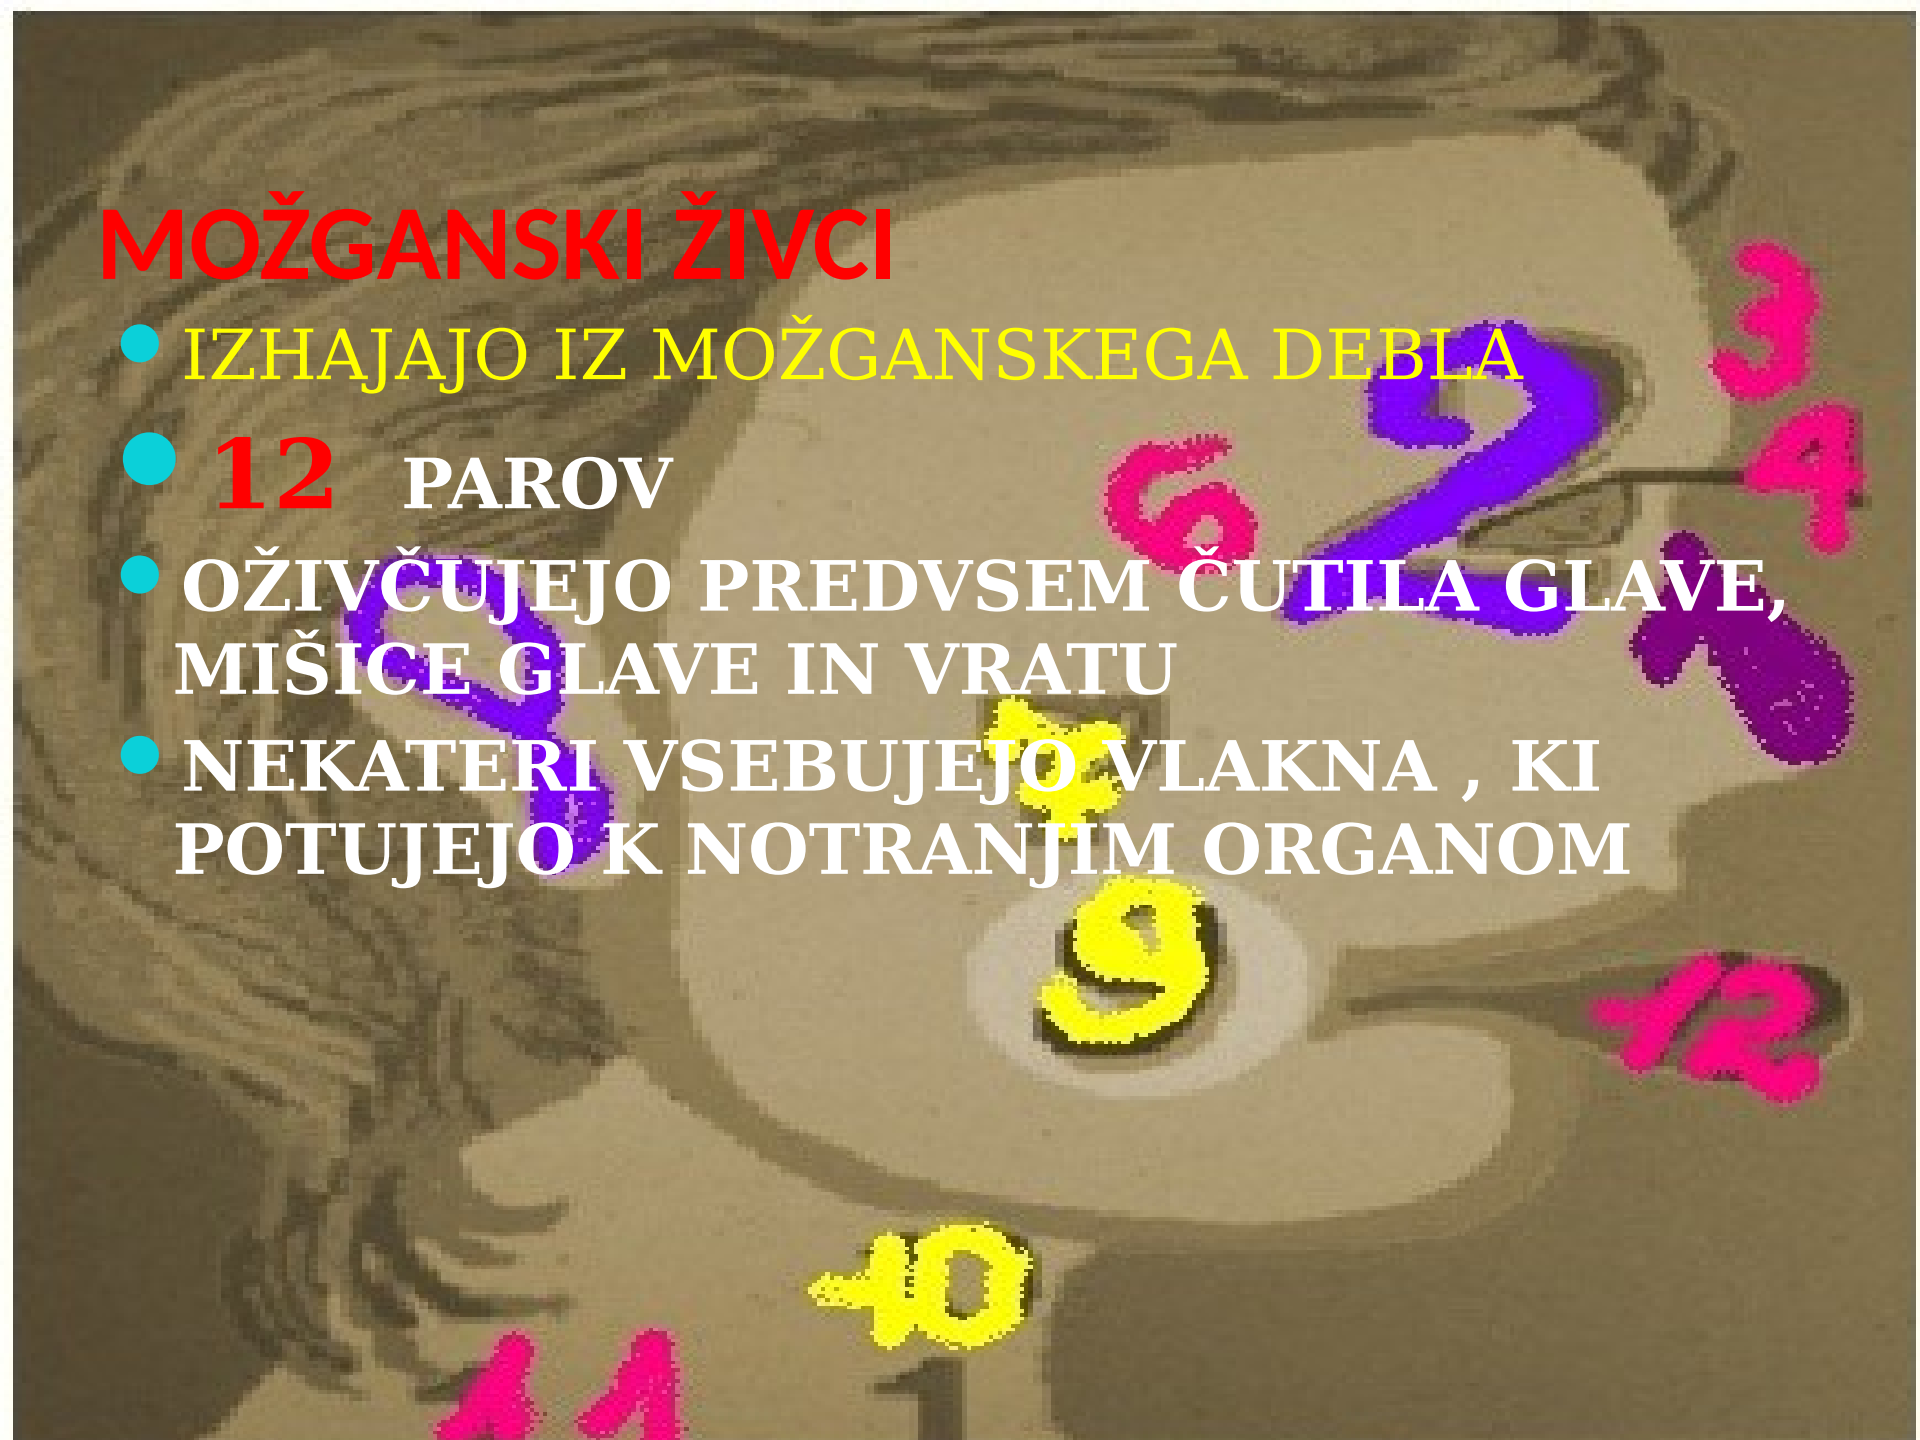 MOŽGANSKI ŽIVCI
IZHAJAJO IZ MOŽGANSKEGA DEBLA
12 PAROV
OŽIVČUJEJO PREDVSEM ČUTILA GLAVE,
MIŠICE GLAVE IN VRATU
NEKATERI VSEBUJEJO VLAKNA , KI
POTUJEJO K NOTRANJIM ORGANOM
3
2
4
6
9
12
10
11